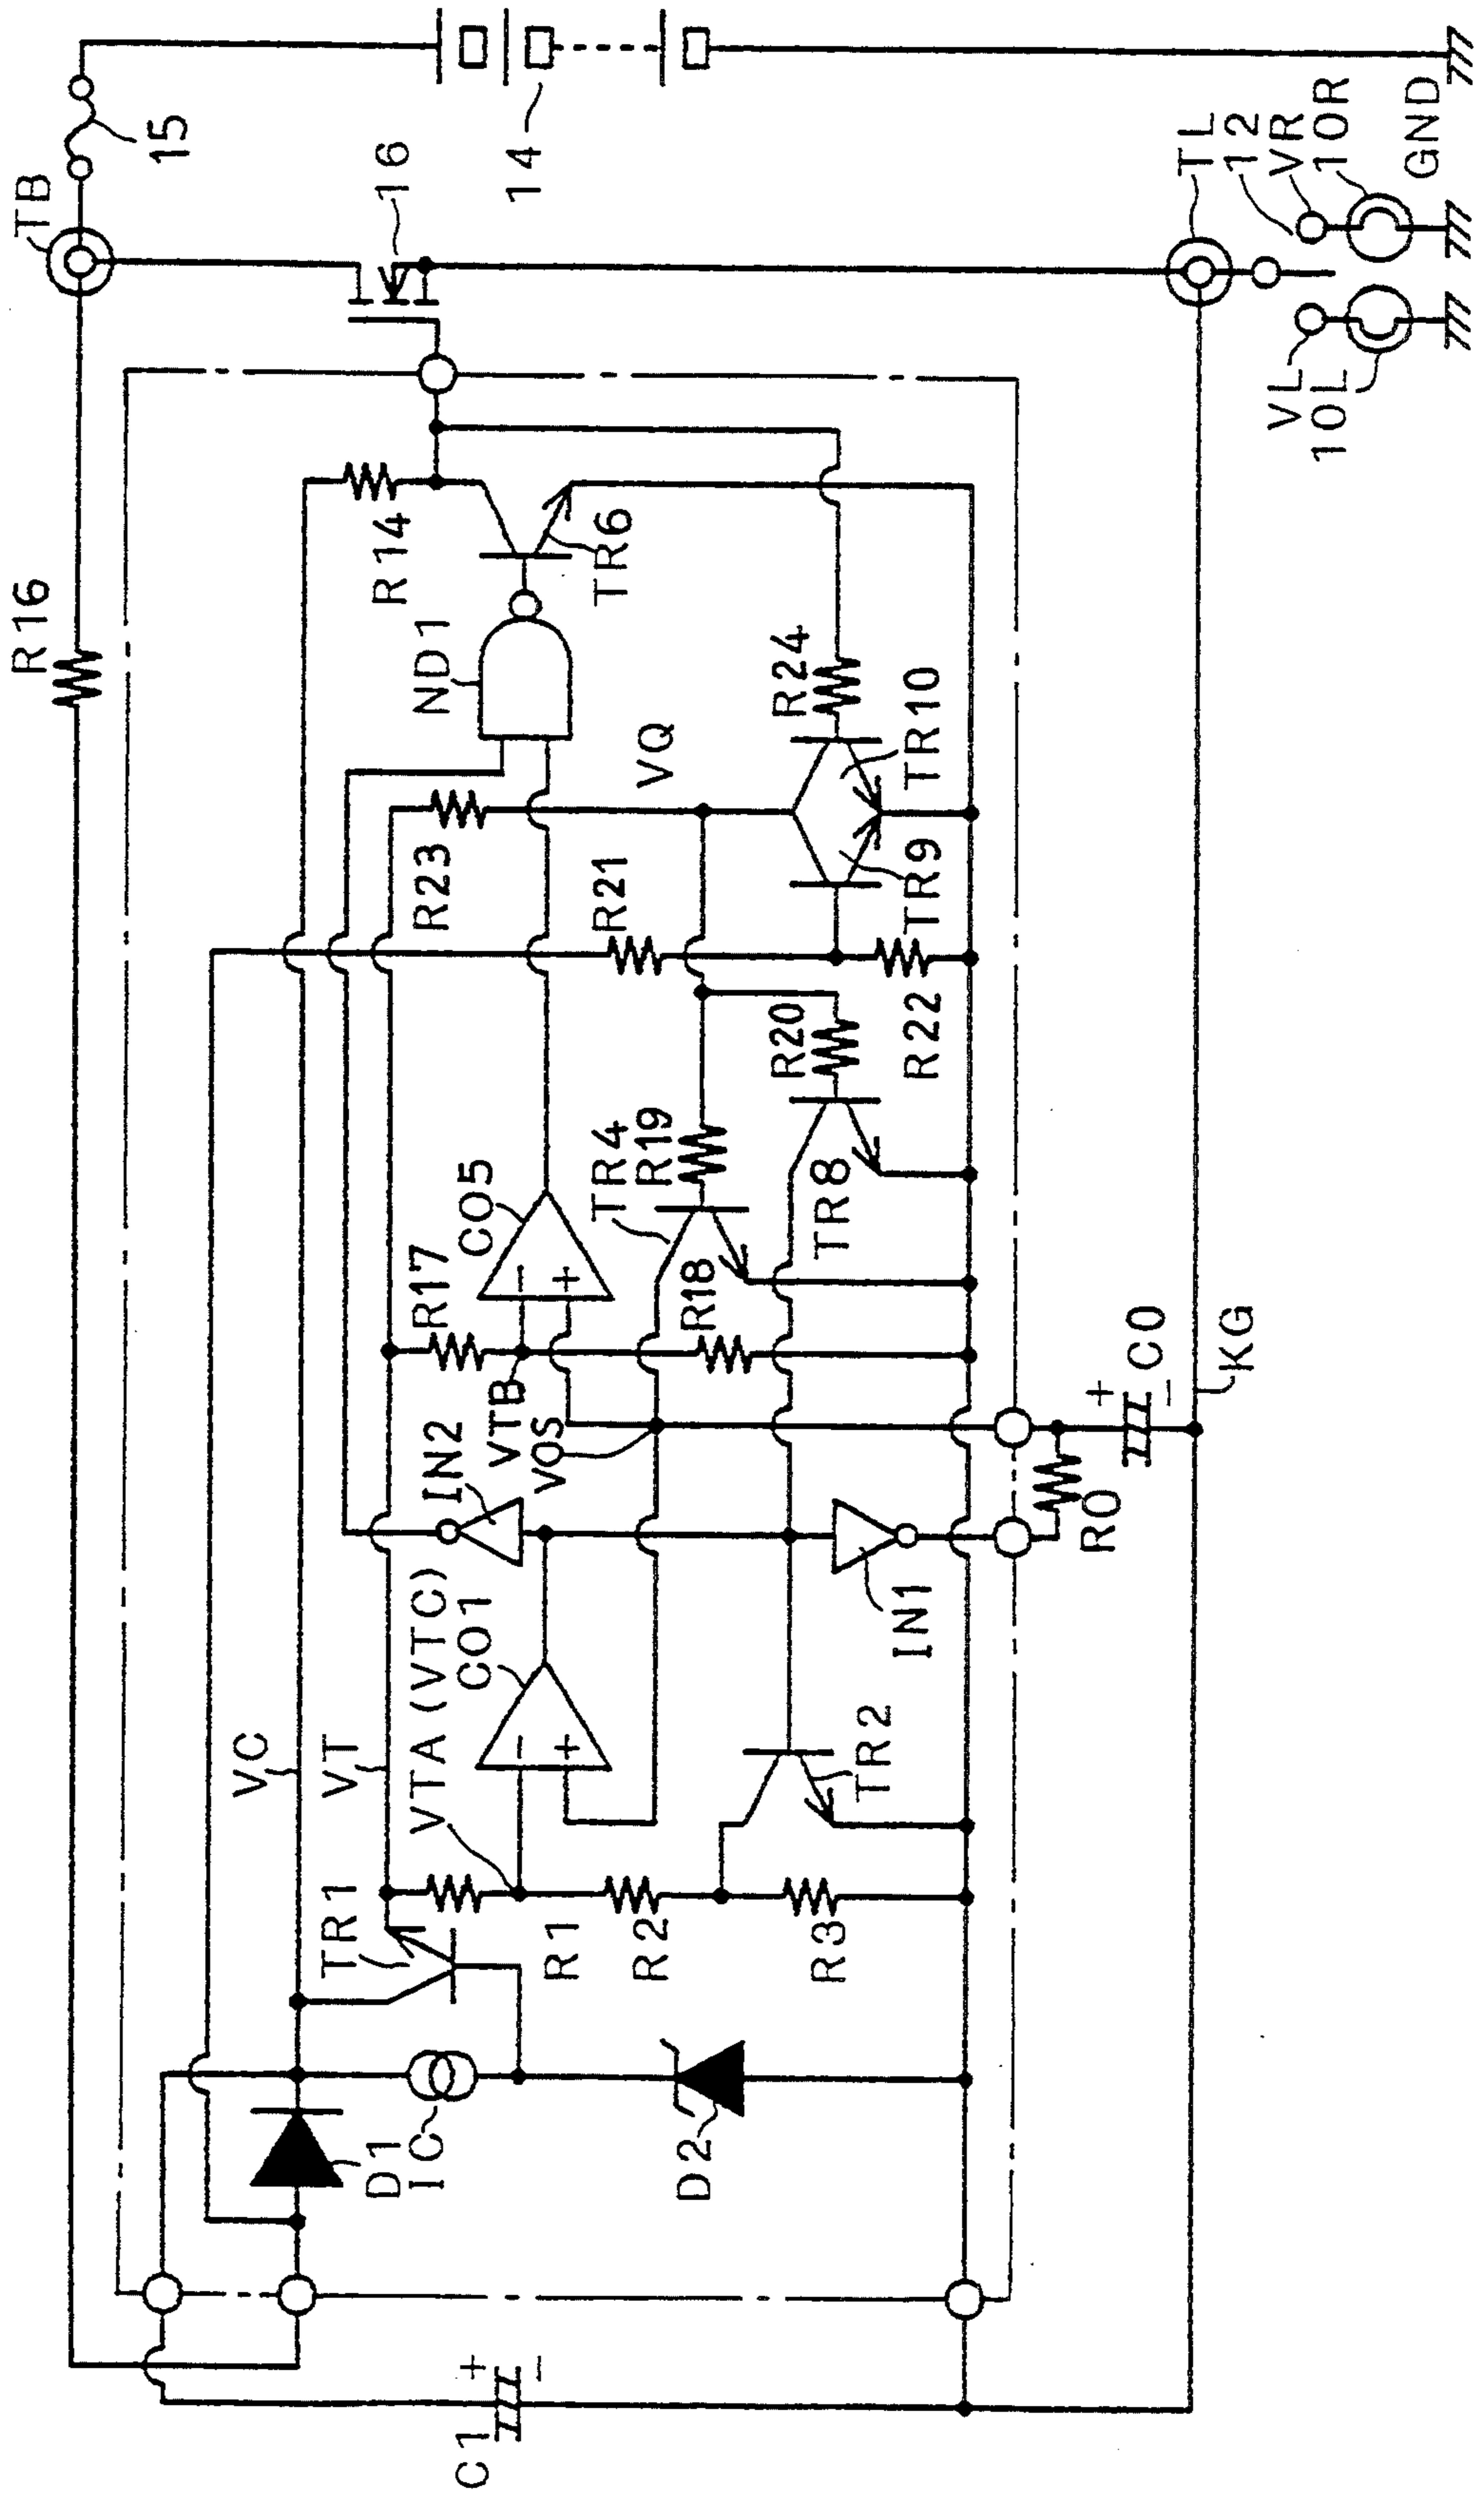 C1
+
−
VC
VT
D1
IC
D2
TR1
VTA (VTC)
R1
R2
R3
CO1
−
+
TR2
IN1
IN2
VTB
VOS
R17
R18
CO5
−
+
TR4
R19
TR8
R20
R21
R22
R23
VQ
TR9
TR10
R24
ND1
TR6
R14
R16
R0
C0
+
−
KG
TB
15
16
14
TL
12
VR
10R
VL
10L
GND